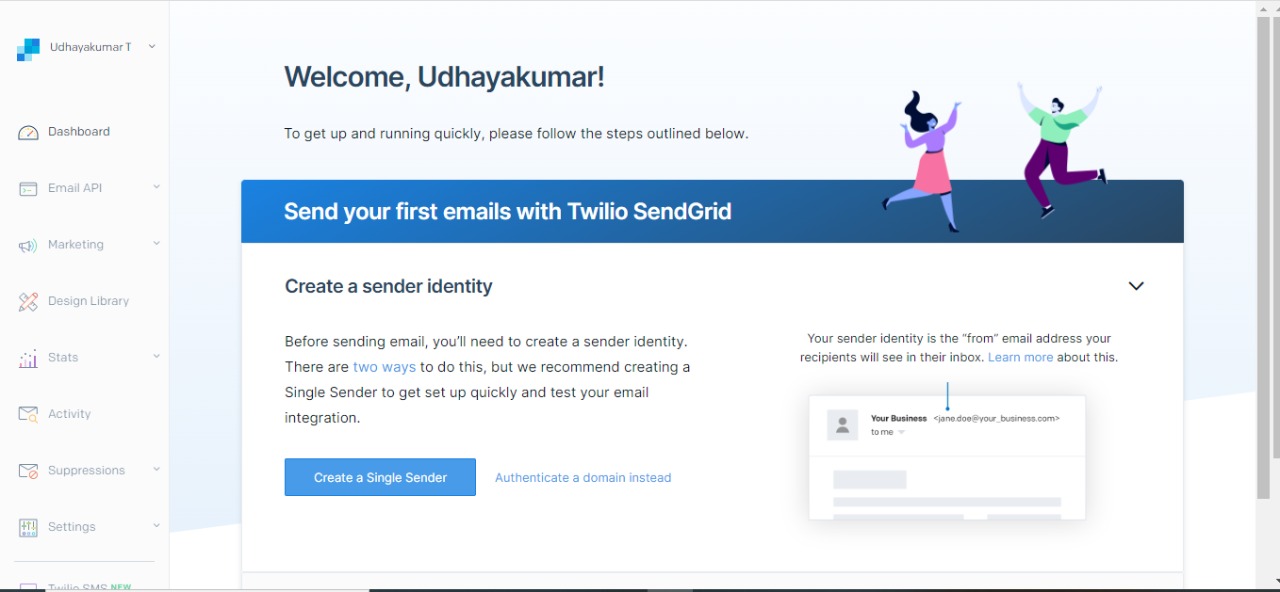 Udhayakumar T
Dashboard
Email API
Marketing
Design Library
Stats
Activity
Suppressions
Settings
Twilio SMS NEW
Welcome, Udhayakumar!
To get up and running quickly, please follow the steps outlined below.
Send your first emails with Twilio SendGrid
Create a sender identity
Before sending email, you’ll need to create a sender identity.
There are two ways to do this, but we recommend creating a
Single Sender to get set up quickly and test your email
integration.
Create a Single Sender
Authenticate a domain instead
Your sender identity is the “from” email address your
recipients will see in their inbox. Learn more about this.
Your Business <jane.doe@your_business.com>
to me